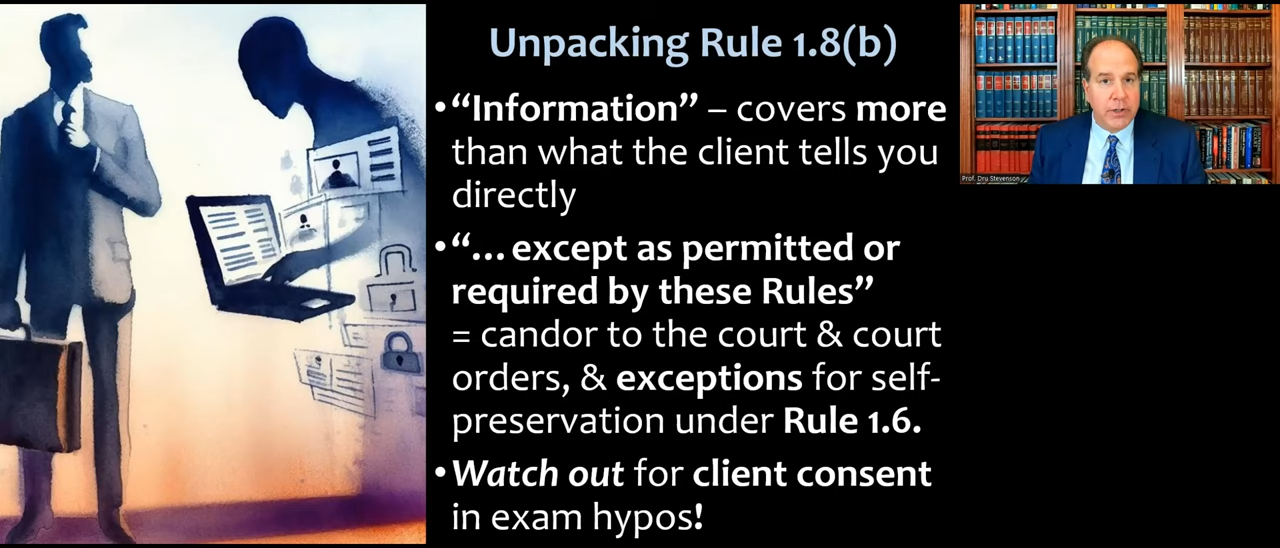 Unpacking Rule 1.8(b)
• “Information” – covers more
than what the client tells you
directly
• “… except as permitted or
required by these Rules”
= candor to the court & court
orders, & exceptions for self-
preservation under Rule 1.6.
• Watch out for client consent
in exam hypos!
Prof. Dru Stevenson